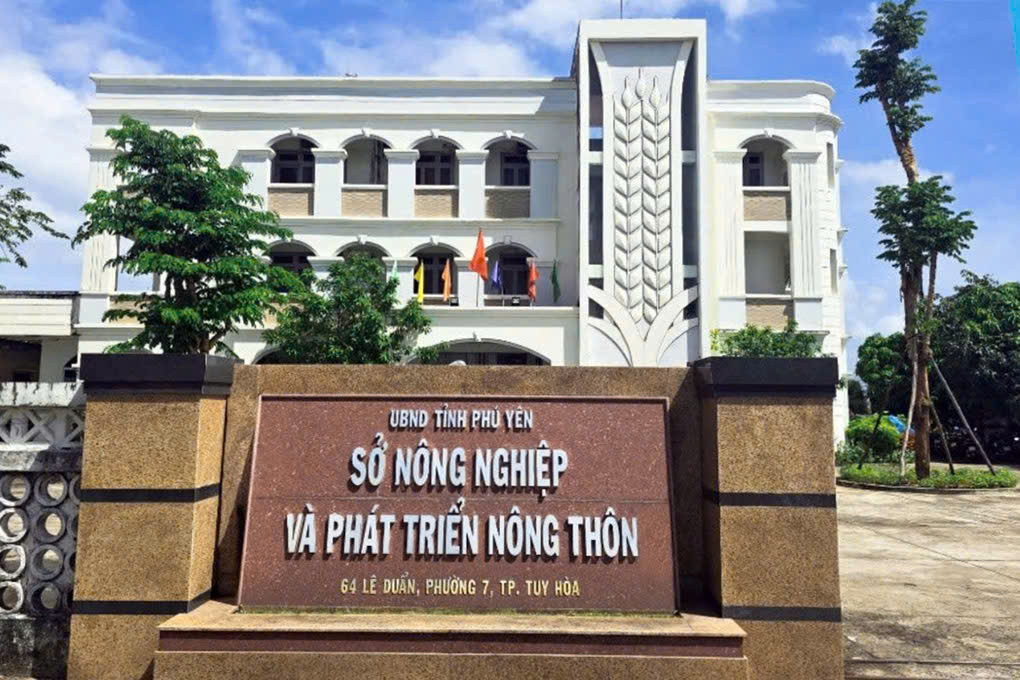 UBND TỈNH PHÚ YÊN
SỞ NÔNG NGHIỆP
VÀ PHÁT TRIỂN NÔNG THÔN
64 LÊ DUẨN, PHƯỜNG 7, TP. TUY HÒA